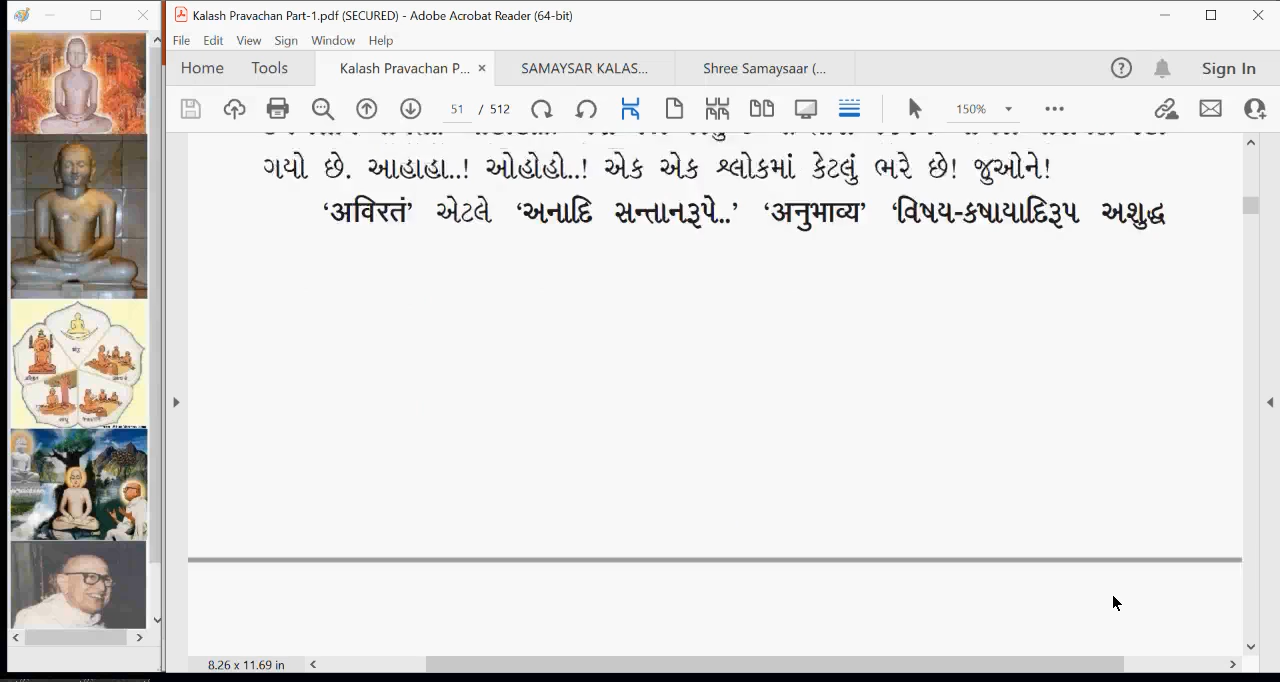 Kalash Pravachan Part-1.pdf (SECURED) - Adobe Acrobat Reader (64-bit)
File Edit View Sign Window Help
Home Tools Kalash Pravachan P... × SAMAYSAR KALAS... Shree Samaysaar (... Sign In
51 / 512 150%
ગયો છે. આહાહા..! ઓહોહો..! એક એક શ્લોકમાં કેટલું ભરે છે! જુઓને!
‘अविरतं’ એટલે ‘અનાદિ સન્તાનરૂપે..’ ‘अनुभाव्य’ ‘વિષય-કષાયાદિરૂપ અશુદ્ધ
8.26 x 11.69 in